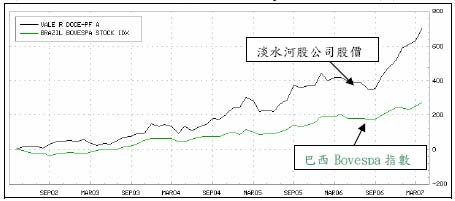 VALE R DOCE-PF A
BRAZIL BOVESPA STOCK IDX
800
600
淡水河股公司股價
400
200
巴西 Bovespa 指數
0
-200
SEP02 MAR03 SEP03 MAR04 SEP04 MAR05 SEP05 MAR06 SEP06 MAR07